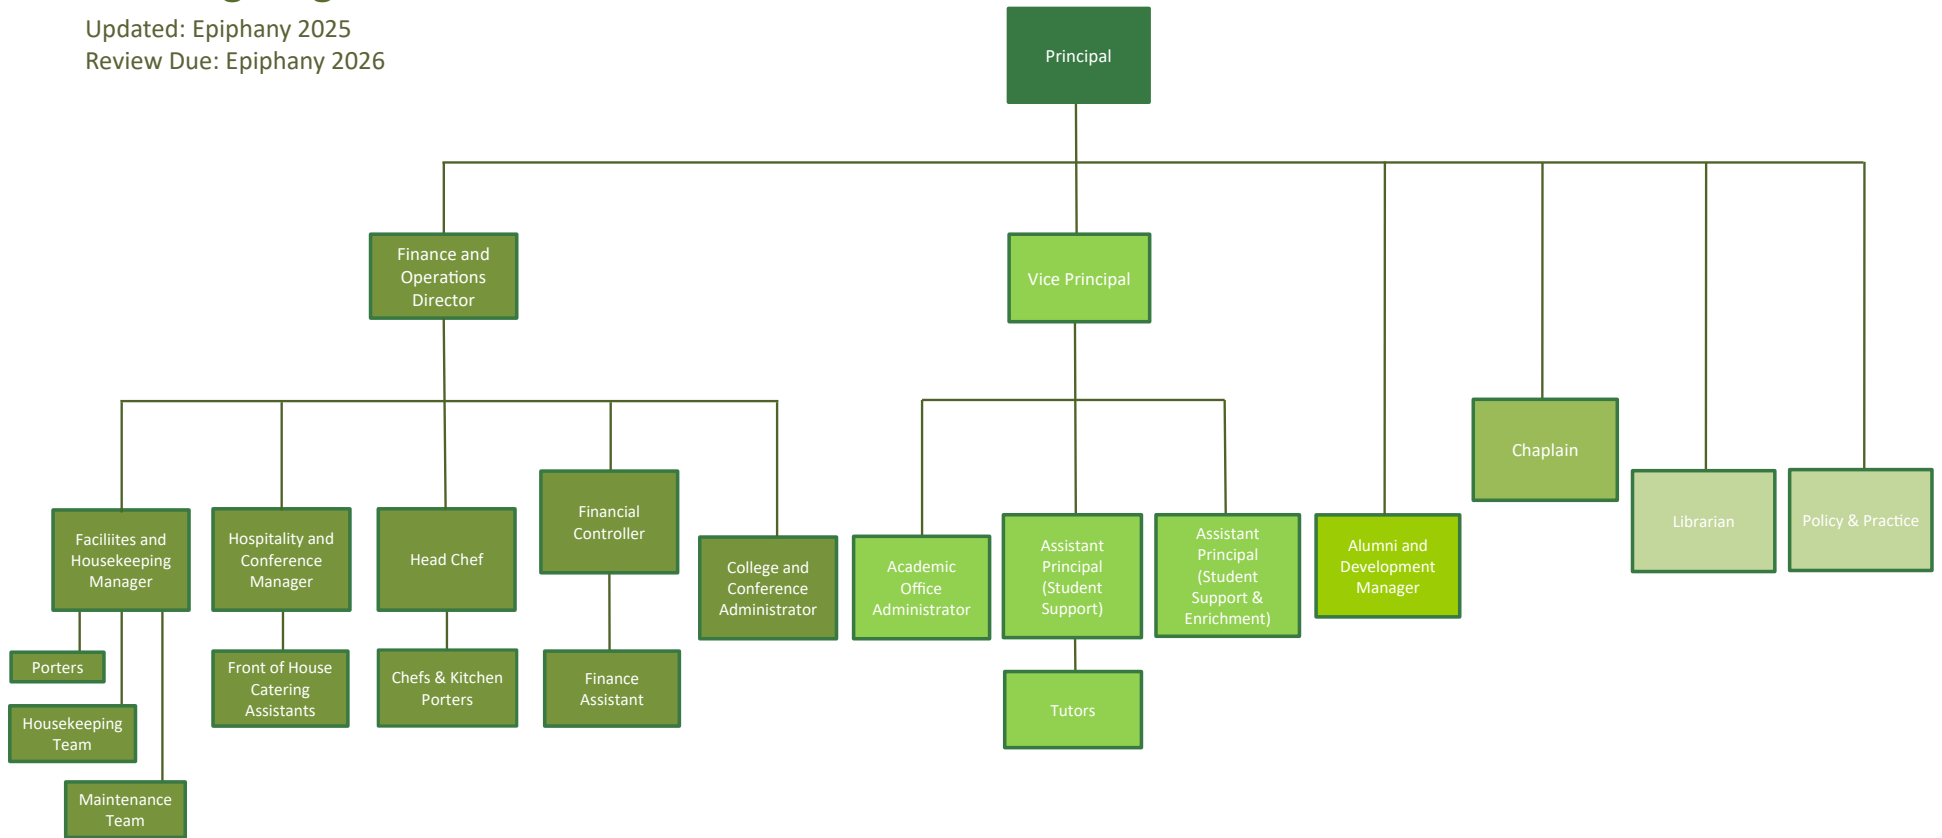 Updated: Epiphany 2025
Review Due: Epiphany 2026
Principal
Finance and
Operations
Director
Vice Principal
Chaplain
Faciliites and
Housekeeping
Manager
Hospitality and
Conference
Manager
Head Chef
Financial
Controller
College and
Conference
Administrator
Academic
Office
Administrator
Assistant
Principal
(Student
Support)
Assistant
Principal
(Student
Support &
Enrichment)
Alumni and
Development
Manager
Librarian
Policy & Practice
Porters
Housekeeping
Team
Maintenance
Team
Front of House
Catering
Assistants
Chefs & Kitchen
Porters
Finance
Assistant
Tutors